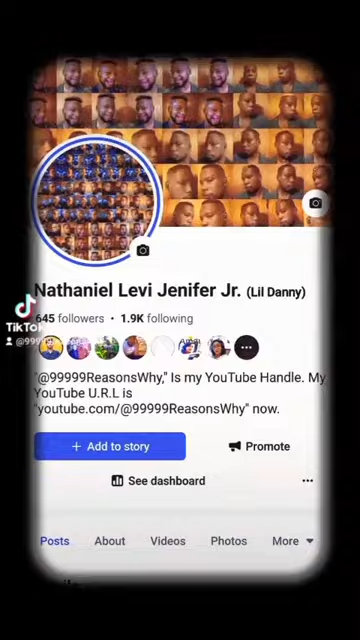 Nathaniel Levi Jenifer Jr. (Lil Danny)
645 followers • 1.9K following
TikTok
"@99999ReasonsWhy," Is my YouTube Handle. My
YouTube U.R.L is
"youtube.com/@99999ReasonsWhy" now.
+ Add to story
Promote
See dashboard
Posts About Videos Photos More